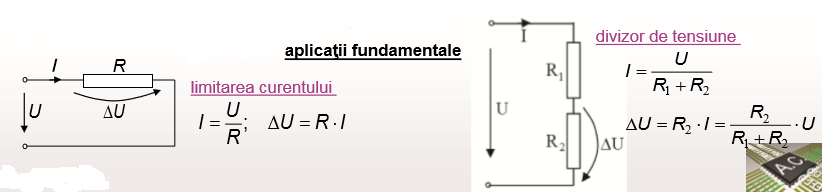 aplicaţii fundamentale
I R
U ΔU
limitarea curentului
I = U/R; ΔU = R · I
I
R₁
U
R₂ ΔU
divizor de tensiune
I = U/(R₁ + R₂)
ΔU = R₂ · I = R₂/(R₁ + R₂) · U
A.C.